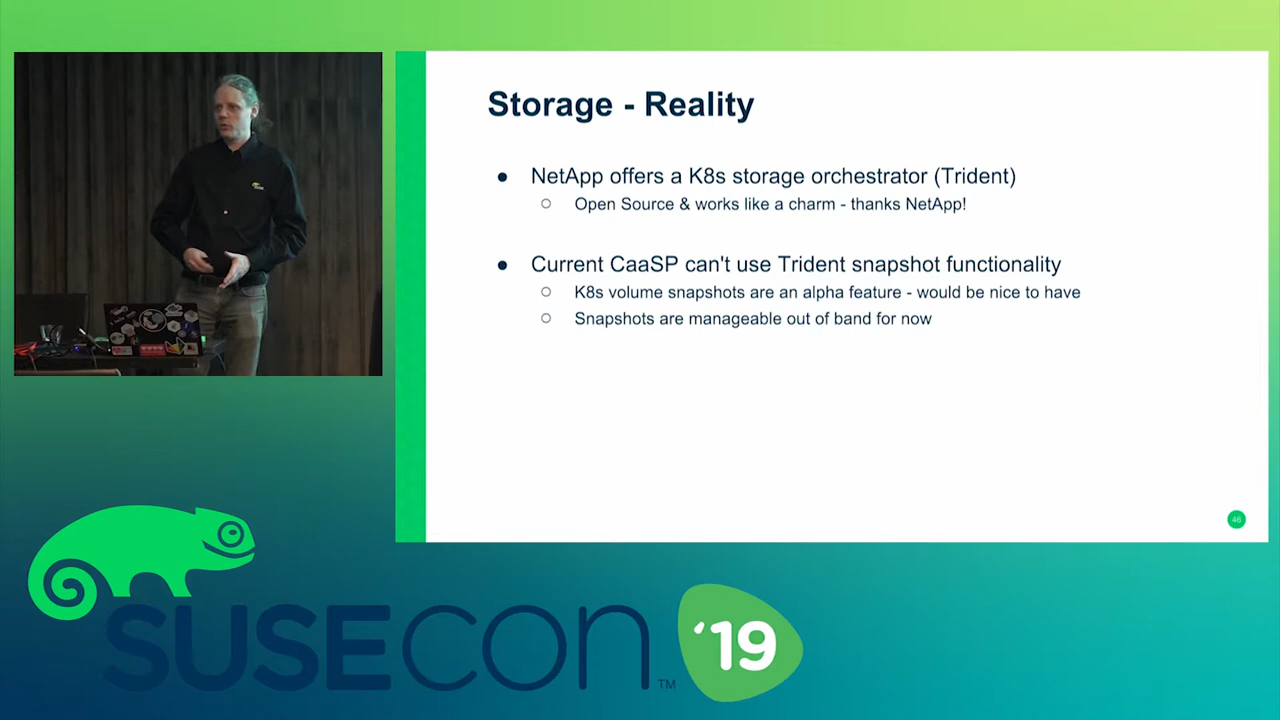 Storage - Reality
● NetApp offers a K8s storage orchestrator (Trident)
○ Open Source & works like a charm - thanks NetApp!
● Current CaaSP can't use Trident snapshot functionality
○ K8s volume snapshots are an alpha feature - would be nice to have
○ Snapshots are manageable out of band for now
46
SUSECON™ '19